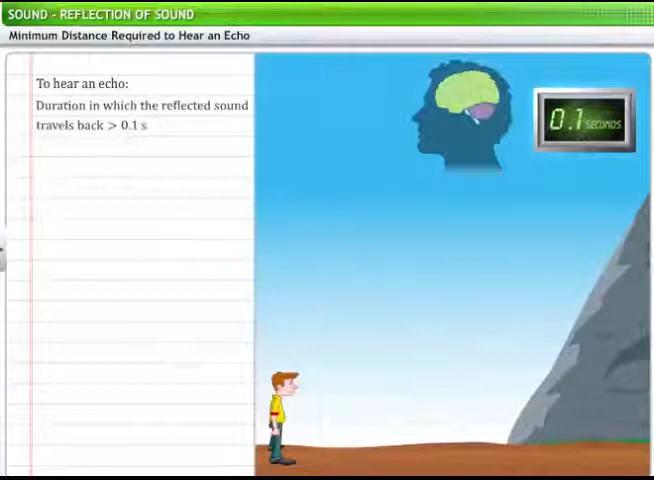 SOUND - REFLECTION OF SOUND
Minimum Distance Required to Hear an Echo
To hear an echo:
Duration in which the reflected sound
travels back > 0.1 s
0.1 SECONDS